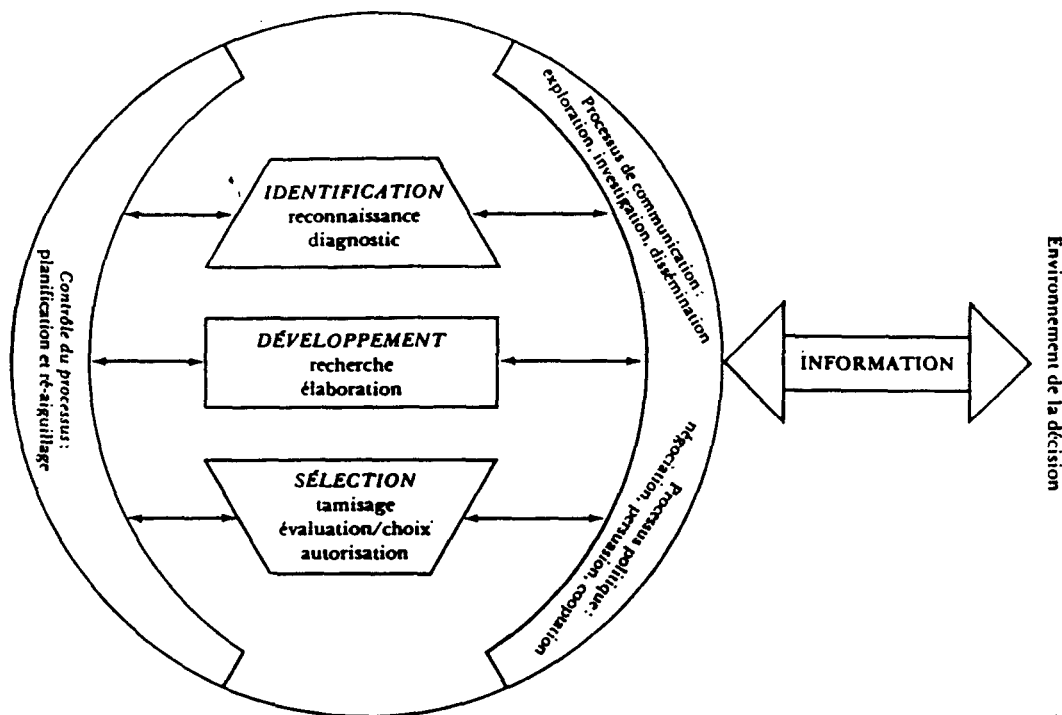 Contrôle du processus :
planification et ré-aiguillage
IDENTIFICATION
reconnaissance
diagnostic
DÉVELOPPEMENT
recherche
élaboration
SÉLECTION
tamisage
évaluation/choix
autorisation
Processus de communication :
exploration, investigation, dissémination
Processus politique :
négociation, persuasion, cooptation
INFORMATION
Environnement de la décision